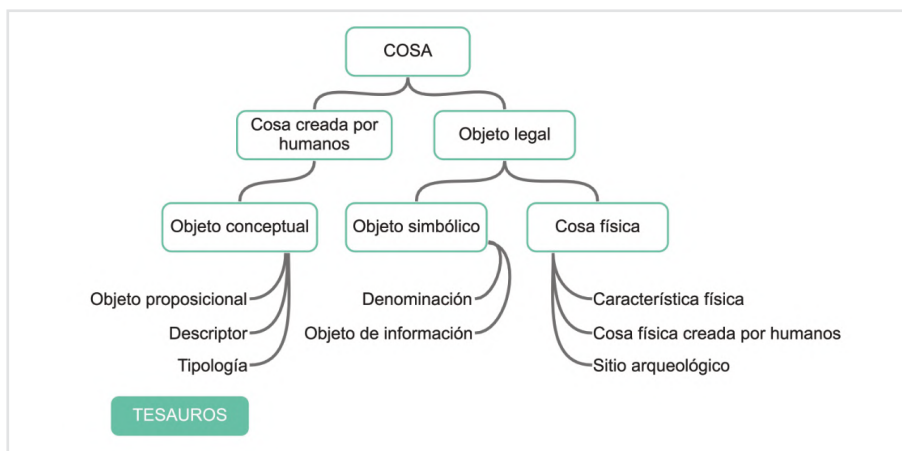 COSA
Cosa creada por
humanos
Objeto legal
Objeto conceptual
Objeto simbólico
Cosa física
Objeto proposicional
Descriptor
Tipología
Denominación
Objeto de información
Característica física
Cosa física creada por humanos
Sitio arqueológico
TESAUROS